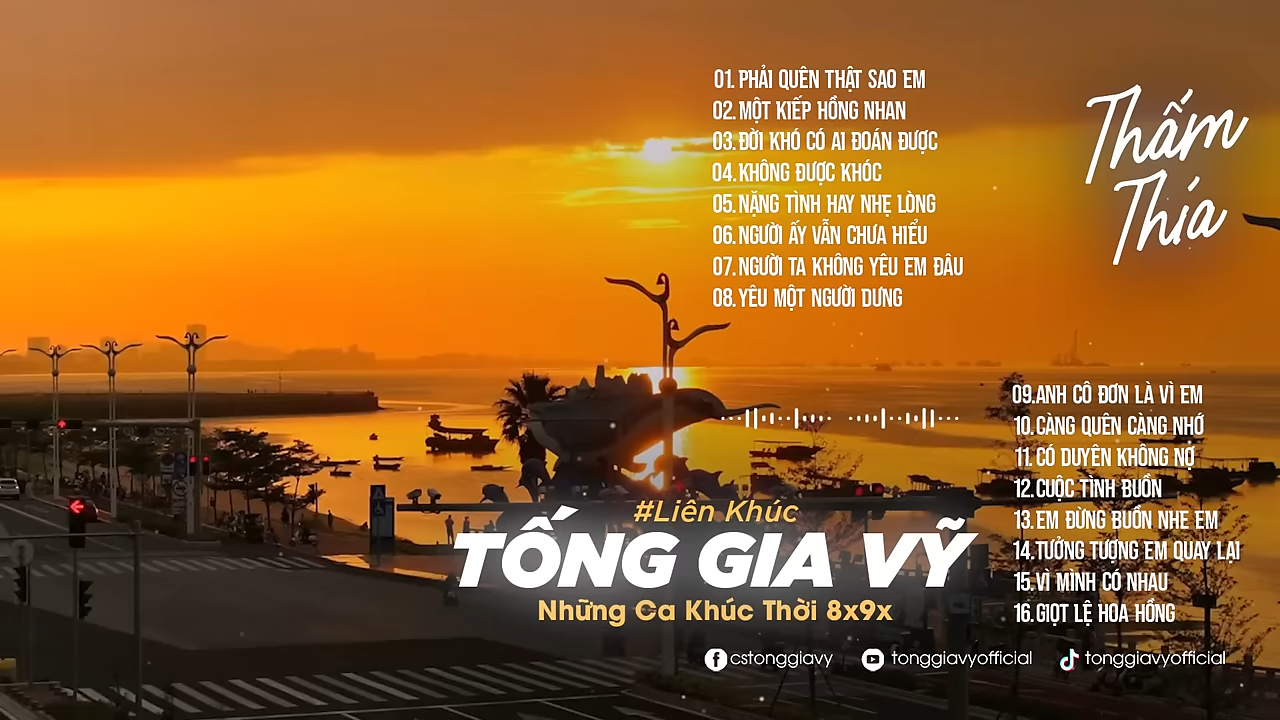 01. PHẢI QUÊN THẬT SAO EM
02. MỘT KIẾP HỒNG NHAN
03. ĐỜI KHÓ CÓ AI ĐOÁN ĐƯỢC
04. KHÔNG ĐƯỢC KHÓC
05. NẶNG TÌNH HAY NHẸ LÒNG
06. NGƯỜI ẤY VẪN CHƯA HIỂU
07. NGƯỜI TA KHÔNG YÊU EM ĐÂU
08. YÊU MỘT NGƯỜI DƯNG
Thấm
Thía
09. ANH CÔ ĐƠN LÀ VÌ EM
10. CÀNG QUÊN CÀNG NHỚ
11. CÓ DUYÊN KHÔNG NỢ
12. CUỘC TÌNH BUỒN
13. EM ĐỪNG BUỒN NHE EM
14. TƯỞNG TƯỢNG EM QUAY LẠI
15. VÌ MÌNH CÓ NHAU
16. GIỌT LỆ HOA HỒNG
#Liên Khúc
TỐNG GIA VỸ
Những Ca Khúc Thời 8x9x
cstonggiavy tonggiavyofficial tonggiavyofficial